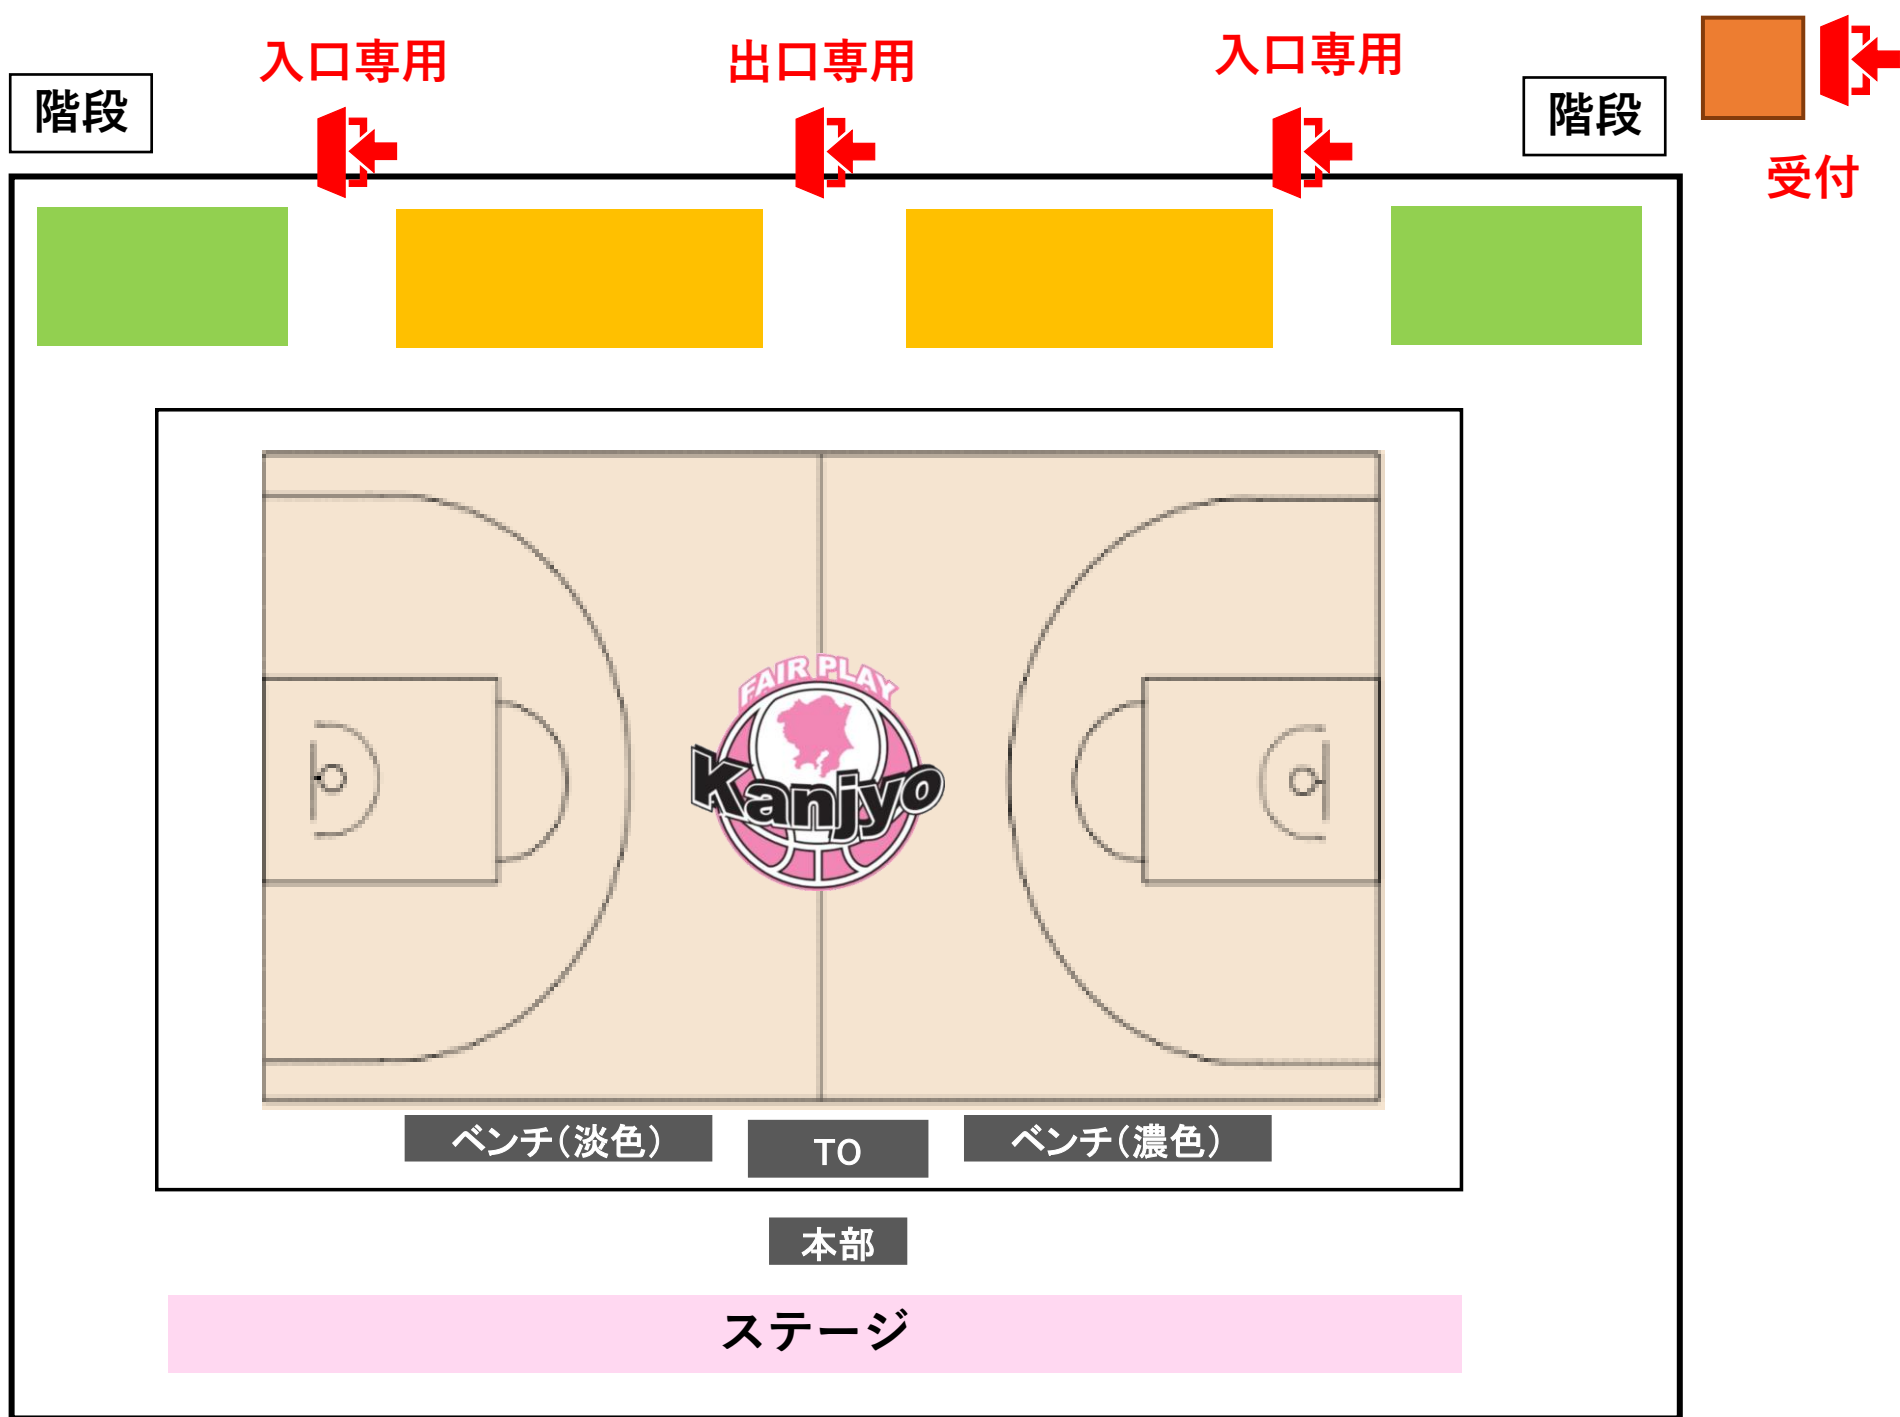 入口専用
出口専用
入口専用
階段
階段
受付
FAIR PLAY
Kanjyo
ベンチ(淡色)
TO
ベンチ(濃色)
本部
ステージ